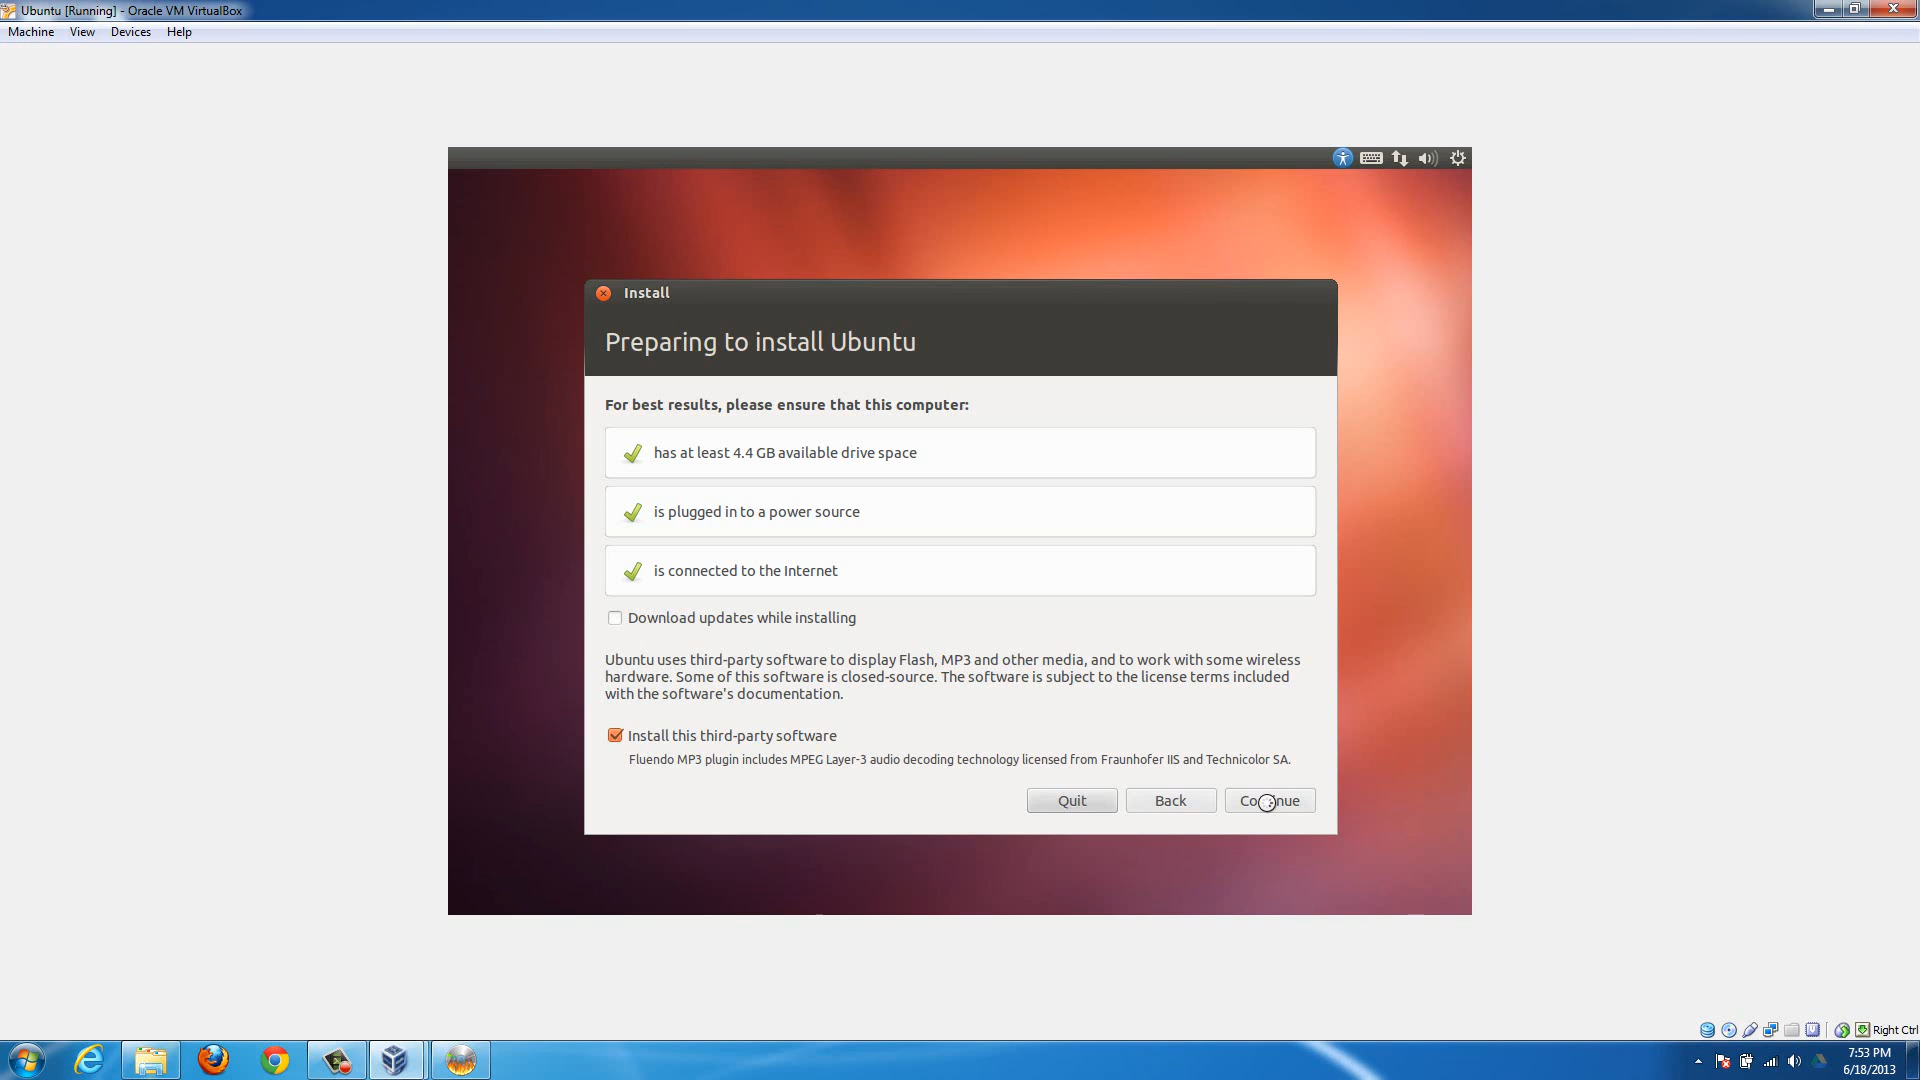 Ubuntu [Running] - Oracle VM VirtualBox
Machine View Devices Help
Install
Preparing to install Ubuntu
For best results, please ensure that this computer:
has at least 4.4 GB available drive space
is plugged in to a power source
is connected to the Internet
Download updates while installing
Ubuntu uses third-party software to display Flash, MP3 and other media, and to work with some wireless
hardware. Some of this software is closed-source. The software is subject to the license terms included
with the software's documentation.
Install this third-party software
Fluendo MP3 plugin includes MPEG Layer-3 audio decoding technology licensed from Fraunhofer IIS and Technicolor SA.
Quit Back Continue
Right Ctrl
7:53 PM
6/18/2013